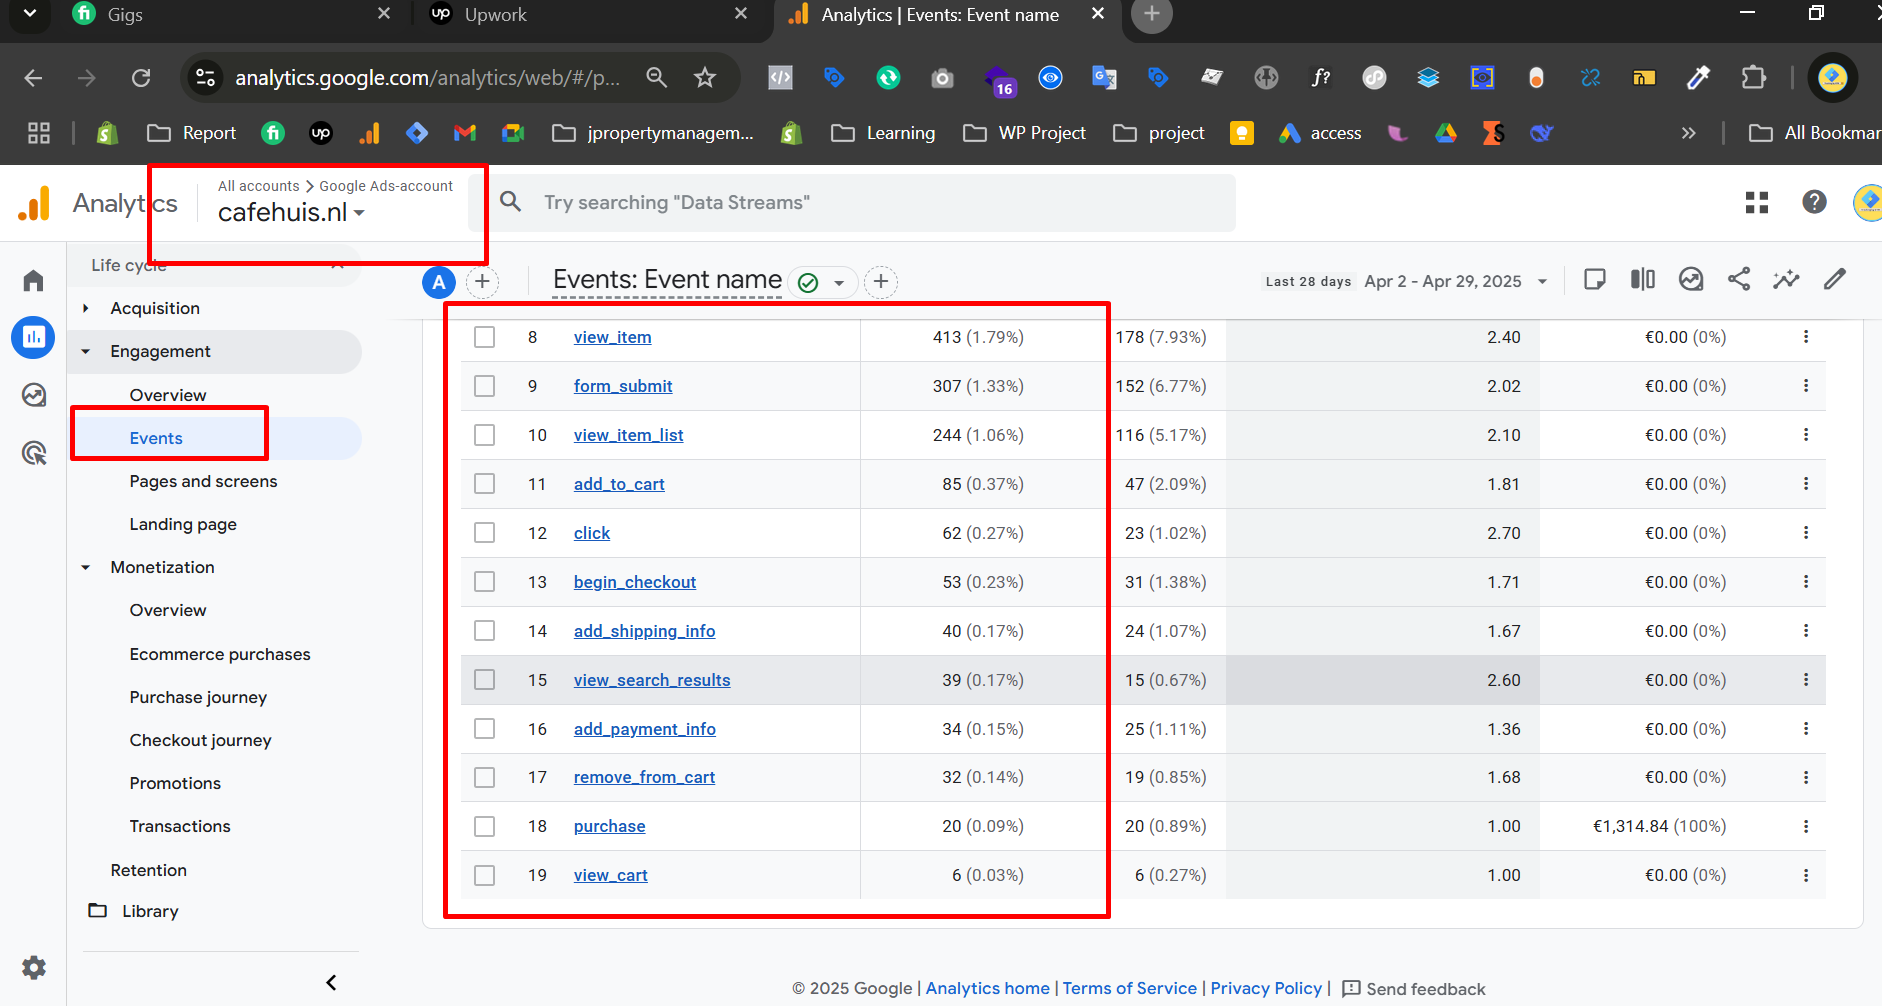 Gigs
Upwork
Analytics | Events: Event name
analytics.google.com/analytics/web/#/p...
16
f?
Report
jpropertymanagem...
Learning
WP Project
project
access
All Bookmar
Analytics
All accounts > Google Ads-account
cafehuis.nl
Try searching "Data Streams"
Life cycle
Acquisition
Engagement
Overview
Events
Pages and screens
Landing page
Monetization
Overview
Ecommerce purchases
Purchase journey
Checkout journey
Promotions
Transactions
Retention
Library
A
Events: Event name
Last 28 days Apr 2 - Apr 29, 2025
8 view_item 413 (1.79%) 178 (7.93%) 2.40 €0.00 (0%)
9 form_submit 307 (1.33%) 152 (6.77%) 2.02 €0.00 (0%)
10 view_item_list 244 (1.06%) 116 (5.17%) 2.10 €0.00 (0%)
11 add_to_cart 85 (0.37%) 47 (2.09%) 1.81 €0.00 (0%)
12 click 62 (0.27%) 23 (1.02%) 2.70 €0.00 (0%)
13 begin_checkout 53 (0.23%) 31 (1.38%) 1.71 €0.00 (0%)
14 add_shipping_info 40 (0.17%) 24 (1.07%) 1.67 €0.00 (0%)
15 view_search_results 39 (0.17%) 15 (0.67%) 2.60 €0.00 (0%)
16 add_payment_info 34 (0.15%) 25 (1.11%) 1.36 €0.00 (0%)
17 remove_from_cart 32 (0.14%) 19 (0.85%) 1.68 €0.00 (0%)
18 purchase 20 (0.09%) 20 (0.89%) 1.00 €1,314.84 (100%)
19 view_cart 6 (0.03%) 6 (0.27%) 1.00 €0.00 (0%)
© 2025 Google | Analytics home | Terms of Service | Privacy Policy | Send feedback